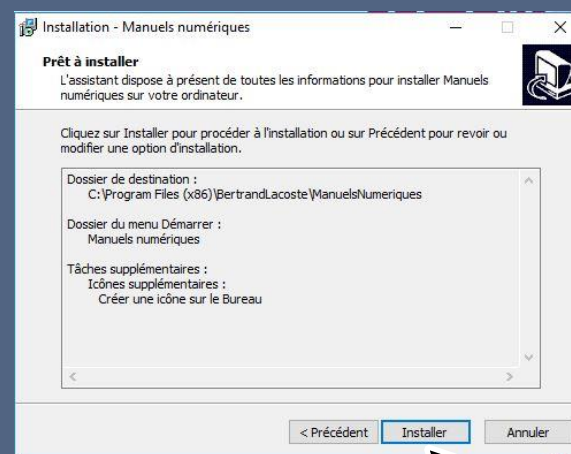 Installation - Manuels numériques
Prêt à installer
L'assistant dispose à présent de toutes les informations pour installer Manuels
numériques sur votre ordinateur.
Cliquez sur Installer pour procéder à l'installation ou sur Précédent pour revoir ou
modifier une option d'installation.
Dossier de destination :
C:\Program Files (x86)\BertrandLacoste\ManuelsNumeriques
Dossier du menu Démarrer :
Manuels numériques
Tâches supplémentaires :
Icônes supplémentaires :
Créer une icône sur le Bureau
< Précédent
Installer
Annuler